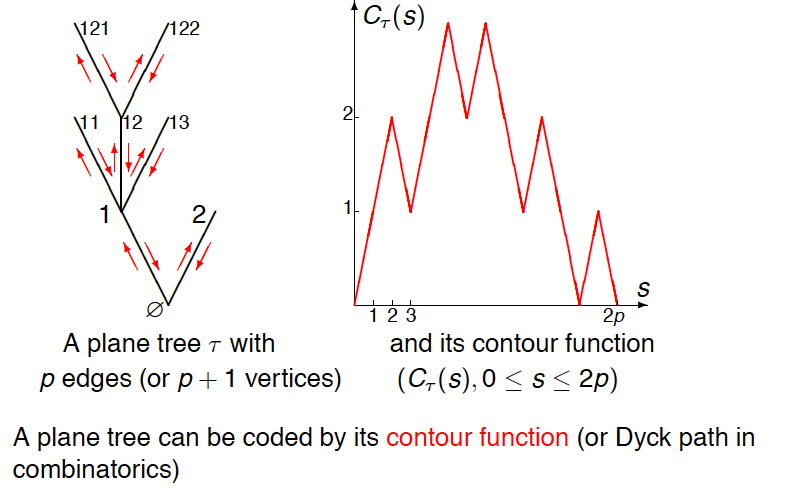 121 122
11 12 13
1 2
∅
C_τ(s)
2
1
s
1 2 3 2p
A plane tree τ with
p edges (or p + 1 vertices)
and its contour function
(C_τ(s), 0 ≤ s ≤ 2p)
A plane tree can be coded by its contour function (or Dyck path in
combinatorics)